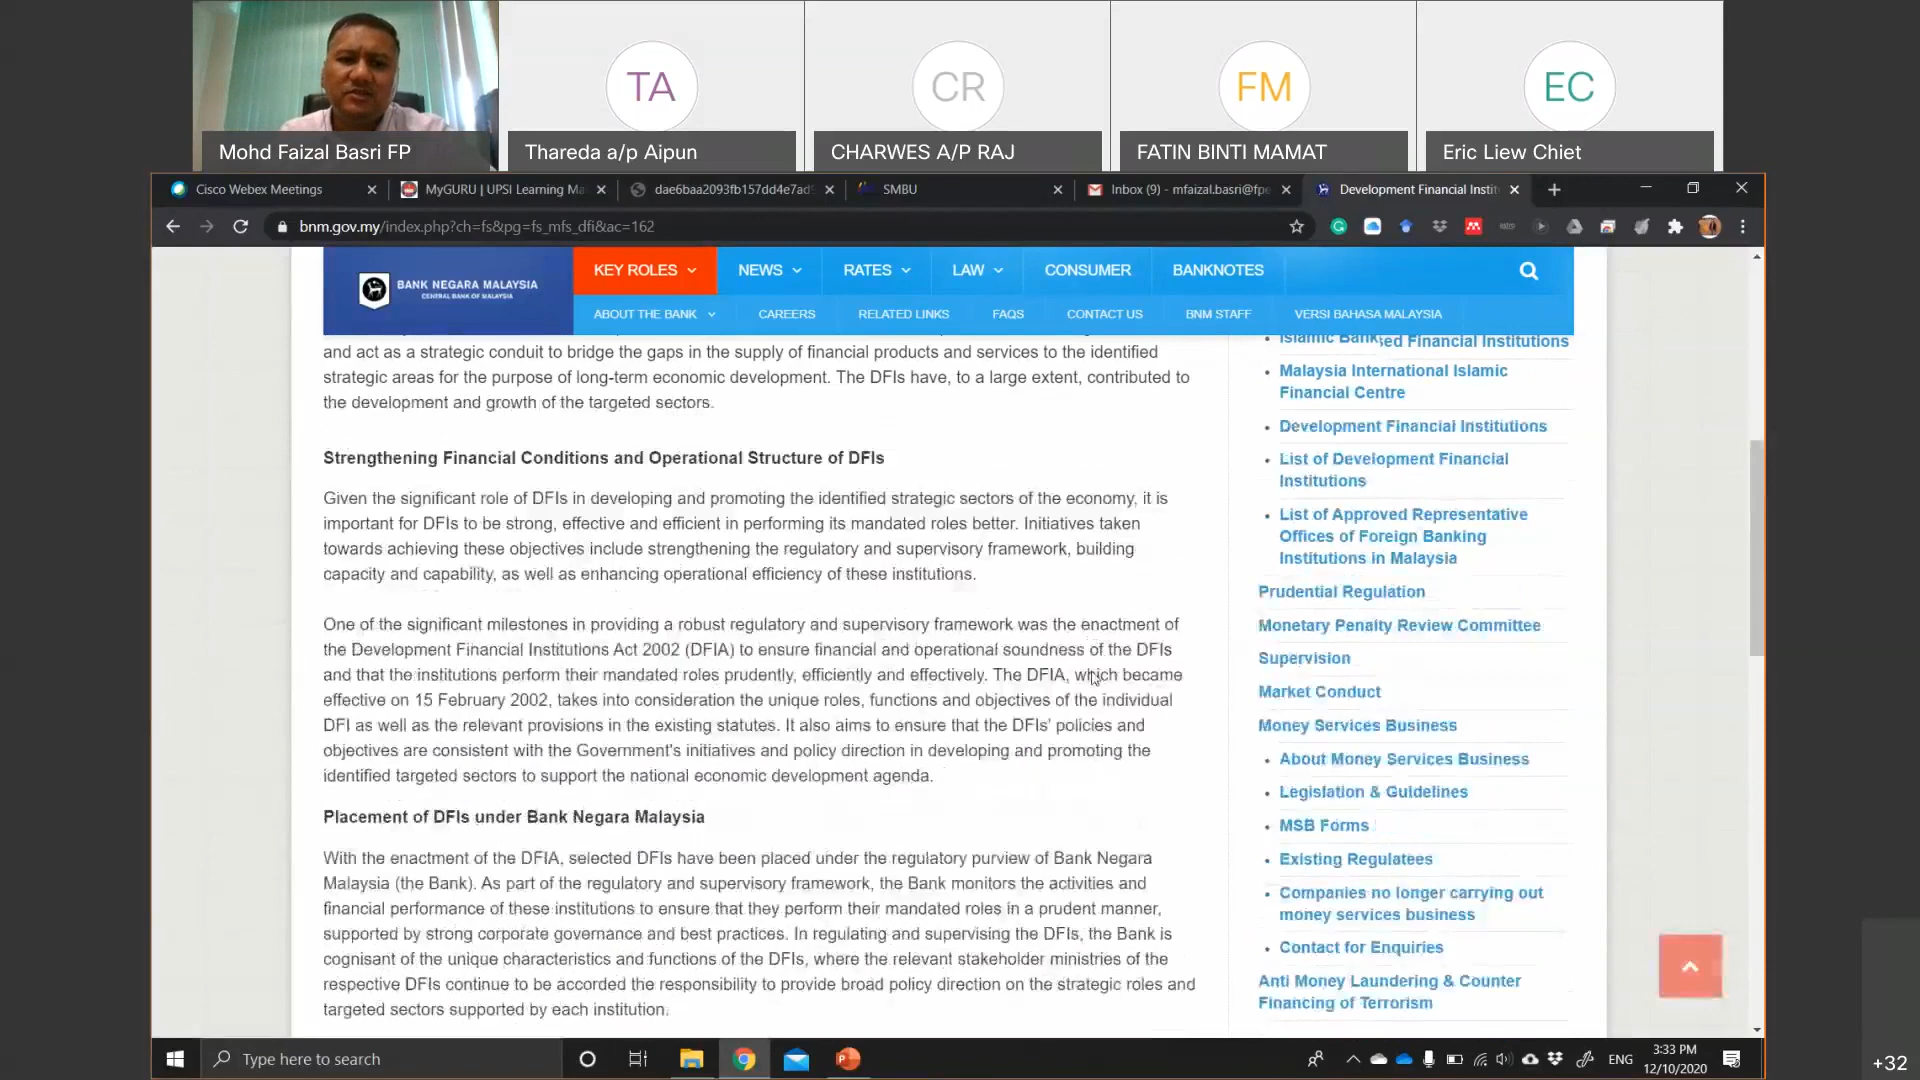 TA
CR
FM
EC
Mohd Faizal Basri FP
Thareda a/p Aipun
CHARWES A/P RAJ
FATIN BINTI MAMAT
Eric Liew Chiet
Cisco Webex Meetings
MyGURU | UPSI Learning Ma
dae6baa2093fb157dd4e7ad9
SMBU
Inbox (9) - mfaizal.basri@fpe
Development Financial Instit
bnm.gov.my/index.php?ch=fs&pg=fs_mfs_dfi&ac=162
BANK NEGARA MALAYSIA
CENTRAL BANK OF MALAYSIA
KEY ROLES
NEWS
RATES
LAW
CONSUMER
BANKNOTES
ABOUT THE BANK
CAREERS
RELATED LINKS
FAQS
CONTACT US
BNM STAFF
VERSI BAHASA MALAYSIA
and act as a strategic conduit to bridge the gaps in the supply of financial products and services to the identified
strategic areas for the purpose of long-term economic development. The DFIs have, to a large extent, contributed to
the development and growth of the targeted sectors.
Strengthening Financial Conditions and Operational Structure of DFIs
Given the significant role of DFIs in developing and promoting the identified strategic sectors of the economy, it is
important for DFIs to be strong, effective and efficient in performing its mandated roles better. Initiatives taken
towards achieving these objectives include strengthening the regulatory and supervisory framework, building
capacity and capability, as well as enhancing operational efficiency of these institutions.
One of the significant milestones in providing a robust regulatory and supervisory framework was the enactment of
the Development Financial Institutions Act 2002 (DFIA) to ensure financial and operational soundness of the DFIs
and that the institutions perform their mandated roles prudently, efficiently and effectively. The DFIA, which became
effective on 15 February 2002, takes into consideration the unique roles, functions and objectives of the individual
DFI as well as the relevant provisions in the existing statutes. It also aims to ensure that the DFIs' policies and
objectives are consistent with the Government's initiatives and policy direction in developing and promoting the
identified targeted sectors to support the national economic development agenda.
Placement of DFIs under Bank Negara Malaysia
With the enactment of the DFIA, selected DFIs have been placed under the regulatory purview of Bank Negara
Malaysia (the Bank). As part of the regulatory and supervisory framework, the Bank monitors the activities and
financial performance of these institutions to ensure that they perform their mandated roles in a prudent manner,
supported by strong corporate governance and best practices. In regulating and supervising the DFIs, the Bank is
cognisant of the unique characteristics and functions of the DFIs, where the relevant stakeholder ministries of the
respective DFIs continue to be accorded the responsibility to provide broad policy direction on the strategic roles and
targeted sectors supported by each institution.
Islamic Bank
sed Financial Institutions
Malaysia International Islamic
Financial Centre
Development Financial Institutions
List of Development Financial
Institutions
List of Approved Representative
Offices of Foreign Banking
Institutions in Malaysia
Prudential Regulation
Monetary Penalty Review Committee
Supervision
Market Conduct
Money Services Business
About Money Services Business
Legislation & Guidelines
MSB Forms
Existing Regulatees
Companies no longer carrying out
money services business
Contact for Enquiries
Anti Money Laundering & Counter
Financing of Terrorism
Type here to search
ENG
3:33 PM
12/10/2020
+32